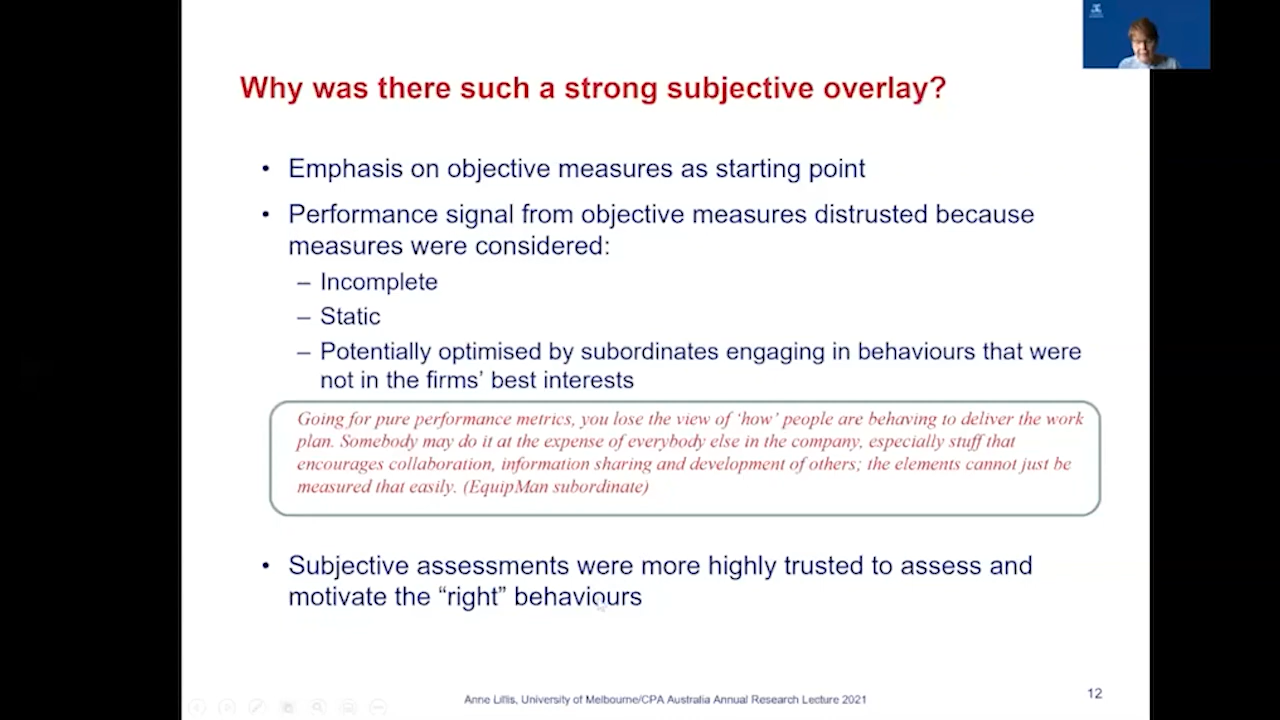 Why was there such a strong subjective overlay?
• Emphasis on objective measures as starting point
• Performance signal from objective measures distrusted because
measures were considered:
– Incomplete
– Static
– Potentially optimised by subordinates engaging in behaviours that were
not in the firms' best interests
Going for pure performance metrics, you lose the view of ‘how’ people are behaving to deliver the work
plan. Somebody may do it at the expense of everybody else in the company, especially stuff that
encourages collaboration, information sharing and development of others; the elements cannot just be
measured that easily. (EquipMan subordinate)
• Subjective assessments were more highly trusted to assess and
motivate the “right” behaviours
Anne Lillis, University of Melbourne/CPA Australia Annual Research Lecture 2021
12